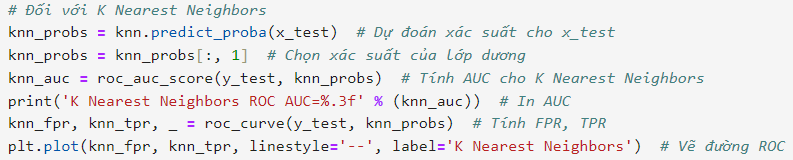 # Đối với K Nearest Neighbors
knn_probs = knn.predict_proba(x_test)  # Dự đoán xác suất cho x_test
knn_probs = knn_probs[:, 1]  # Chọn xác suất của lớp dương
knn_auc = roc_auc_score(y_test, knn_probs)  # Tính AUC cho K Nearest Neighbors
print('K Nearest Neighbors ROC AUC=%.3f' % (knn_auc))  # In AUC
knn_fpr, knn_tpr, _ = roc_curve(y_test, knn_probs)  # Tính FPR, TPR
plt.plot(knn_fpr, knn_tpr, linestyle='--', label='K Nearest Neighbors')  # Vẽ đường ROC